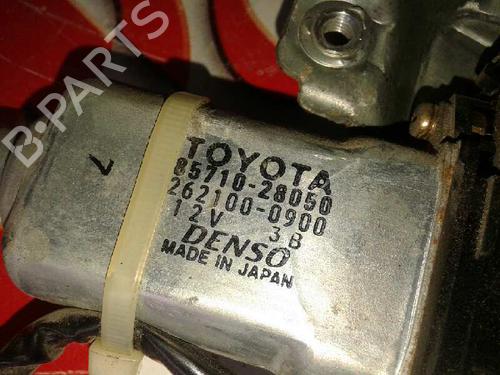 B-PARTS
L
TOYOTA
85710-28050
262100-0900
12V 3B
DENSO
MADE IN JAPAN